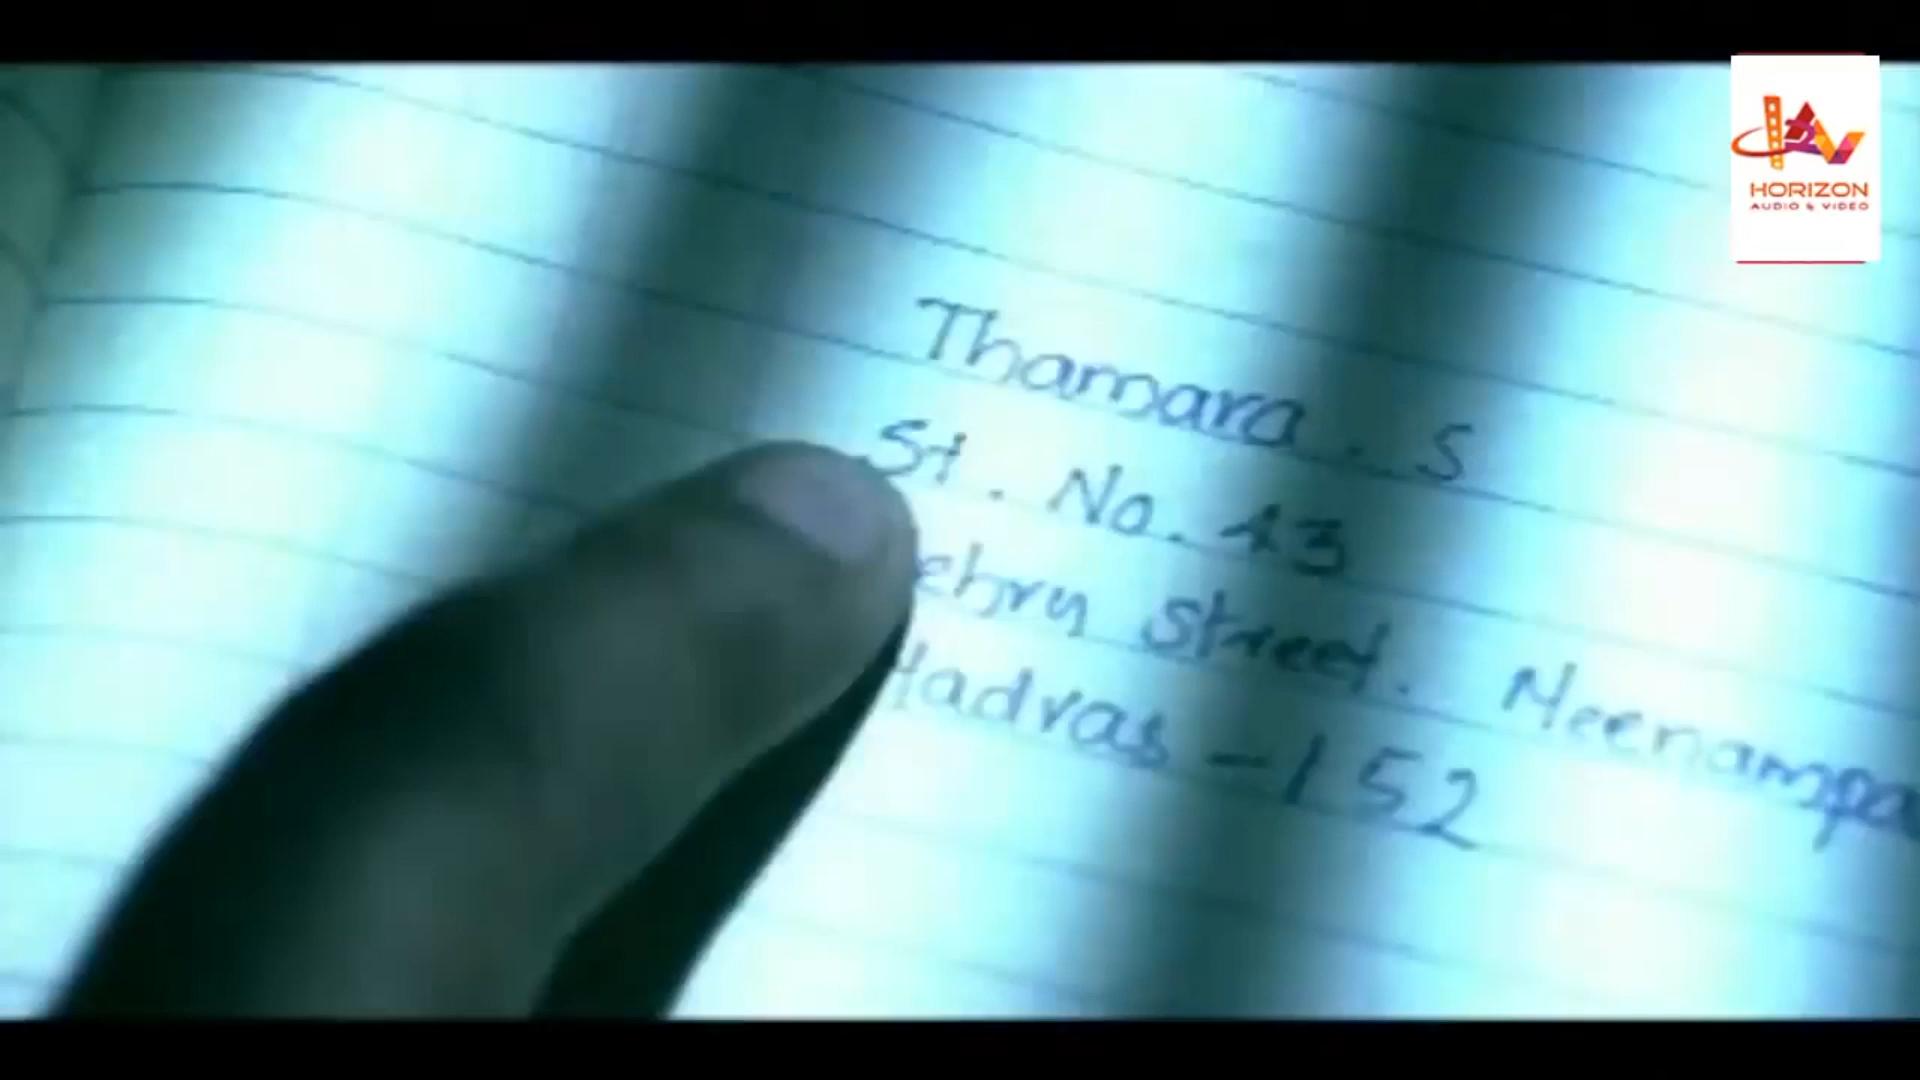 Thamara . S
St . No. 43
ehru Street. Meenampa
adras - 152
HORIZON
AUDIO & VIDEO